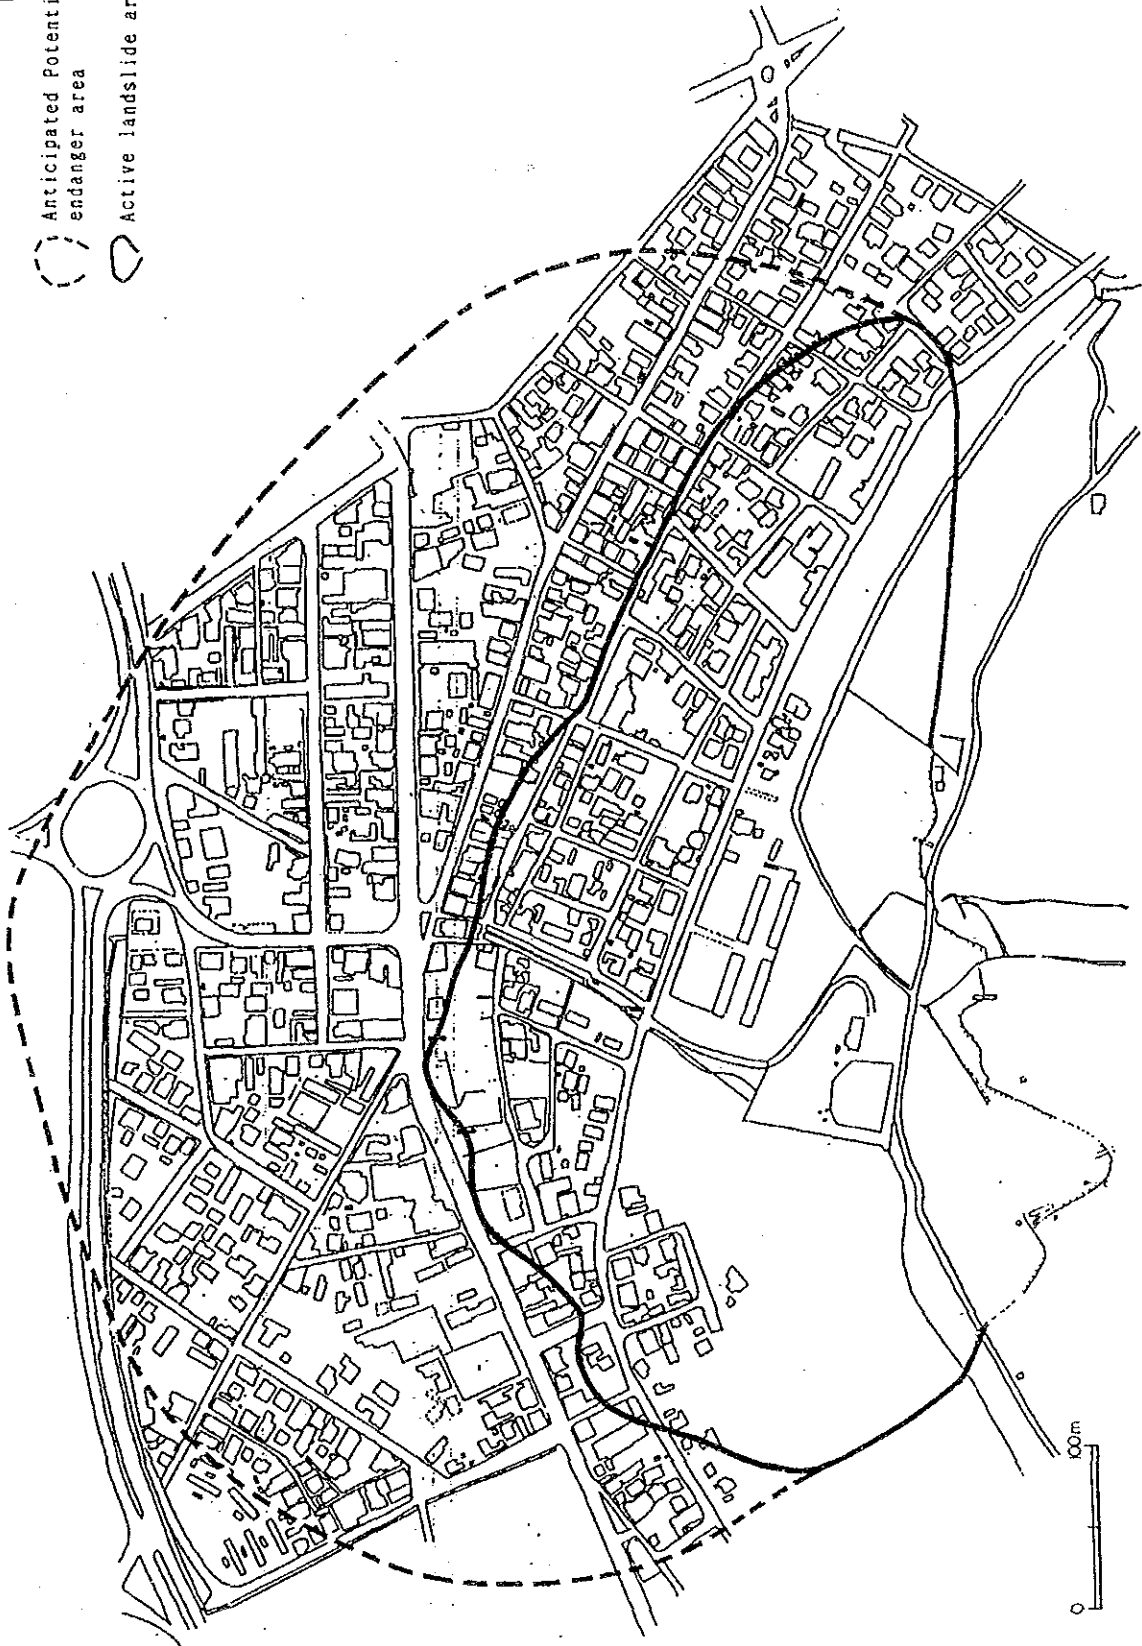 Anticipated Potenti
endanger area
Active landslide ar
0
100m